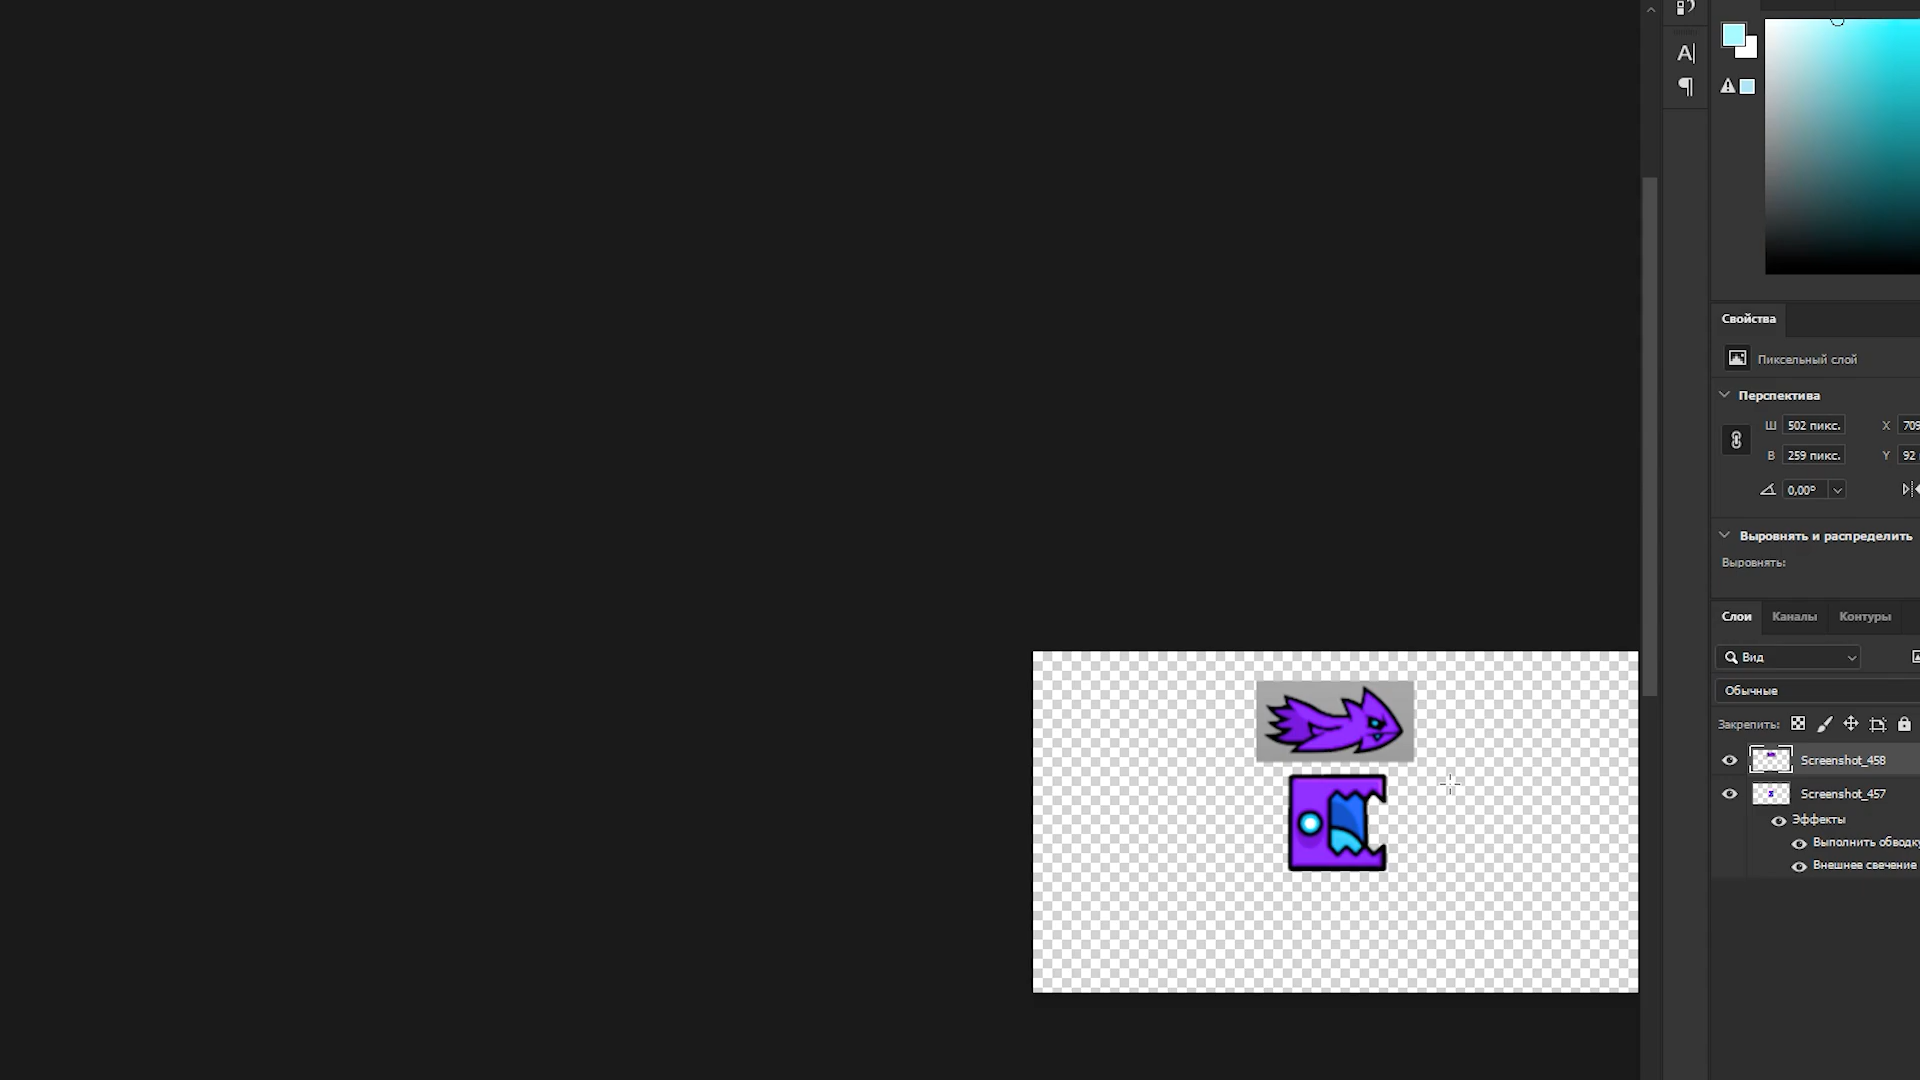 Свойства
Пиксельный слой
Перспектива
Ш 502 пикс. X 709
В 259 пикс. Y 92
0,00°
Выровнять и распределить
Выровнять:
Слои Каналы Контуры
Вид
Обычные
Закрепить:
Screenshot_458
Screenshot_457
Эффекты
Выполнить обводку
Внешнее свечение